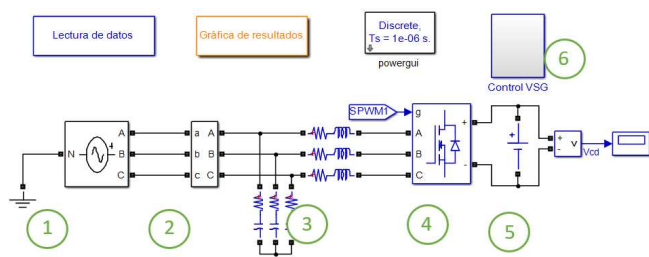 Lectura de datos
Gráfica de resultados
Discrete,
Ts = 1e-06 s.
powergui
6
Control VSG
SPWM1
g
A
A
a
A
A
+
N
+
B
b
B
B
+
+
-
v
Vcd
C
c
C
C
-
1
2
3
4
5